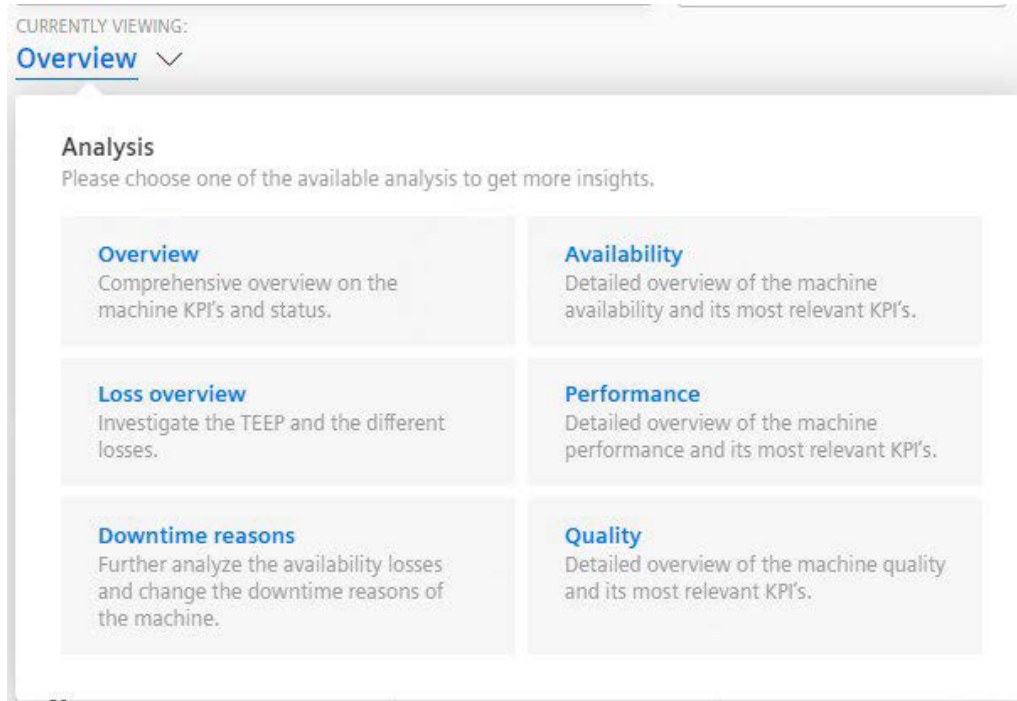 CURRENTLY VIEWING:
Overview
Analysis
Please choose one of the available analysis to get more insights.
Overview
Comprehensive overview on the
machine KPI's and status.
Availability
Detailed overview of the machine
availability and its most relevant KPI's.
Loss overview
Investigate the TEEP and the different
losses.
Performance
Detailed overview of the machine
performance and its most relevant KPI's.
Downtime reasons
Further analyze the availability losses
and change the downtime reasons of
the machine.
Quality
Detailed overview of the machine quality
and its most relevant KPI's.